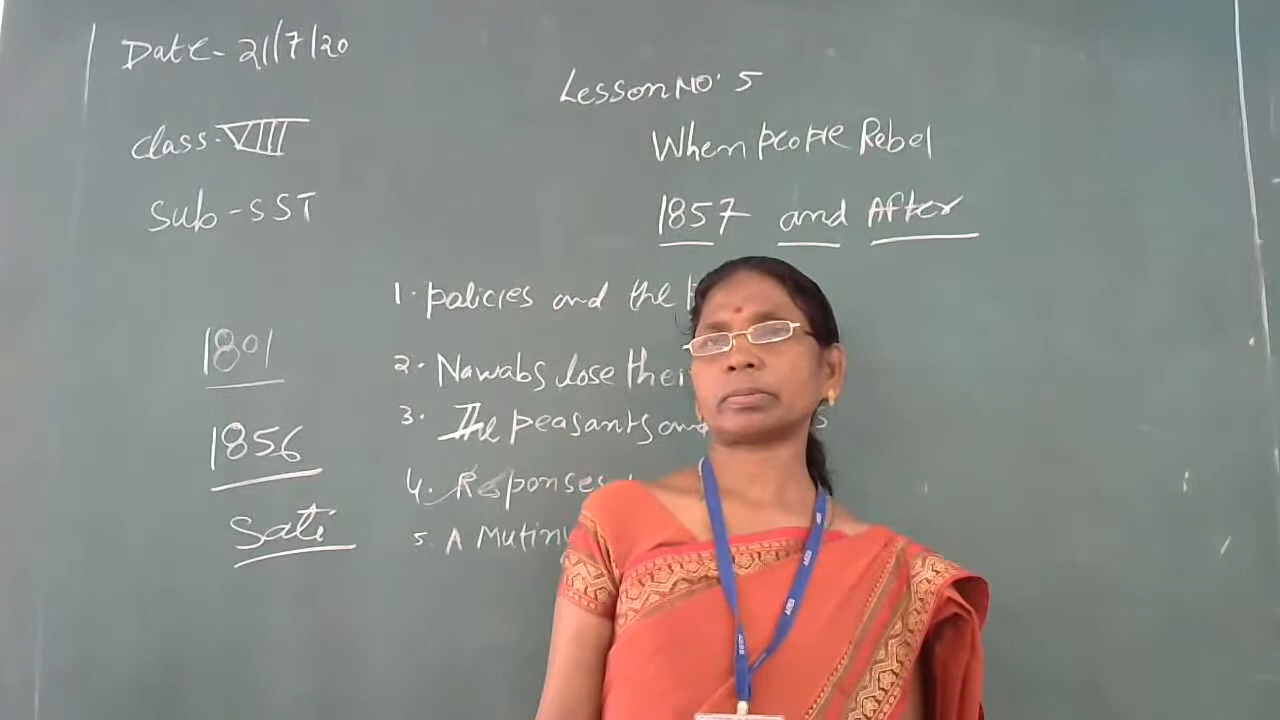 Date - 21/7/20
Lesson NO. 5
class. VIII
When people Rebel
Sub - SST
1857 and After
1. policies and the
1801
2. Nawabs lose their
3. The peasants and
1856
4. Responses
Sati
5. A Mutiny